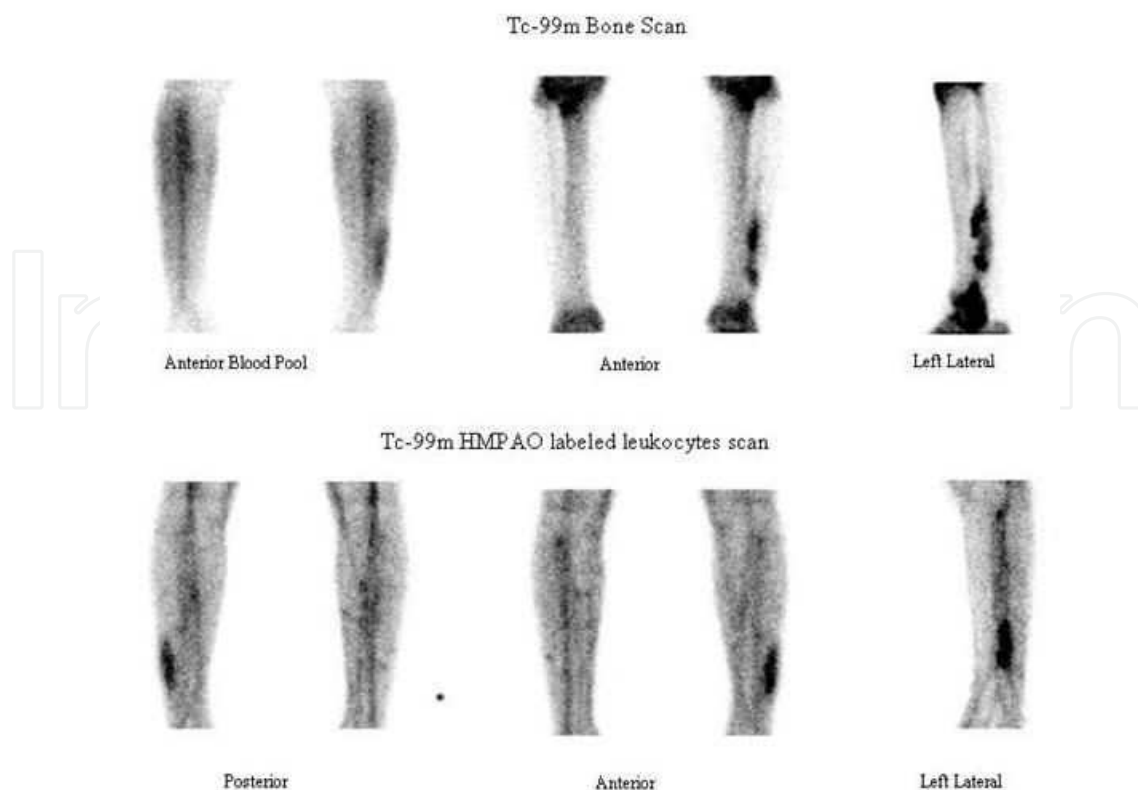 Tc-99m Bone Scan
Anterior Blood Pool
Anterior
Left Lateral
Tc-99m HMPAO labeled leukocytes scan
Posterior
Anterior
Left Lateral